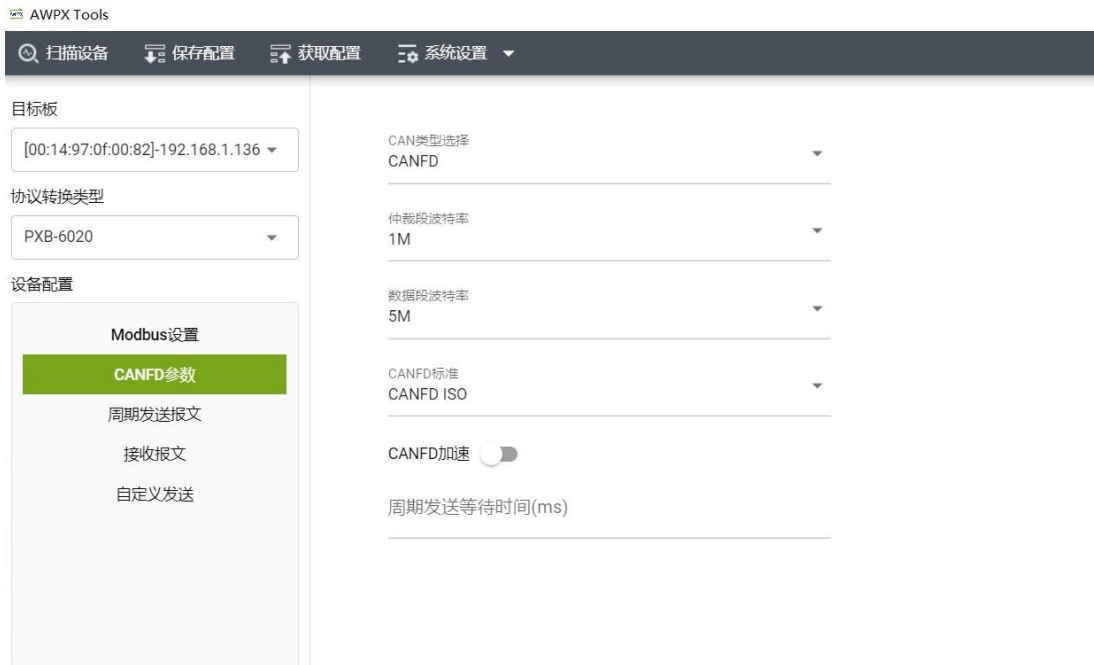 AWPX Tools
扫描设备 保存配置 获取配置 系统设置
目标板
[00:14:97:0f:00:82]-192.168.1.136
协议转换类型
PXB-6020
设备配置
Modbus设置
CANFD参数
周期发送报文
接收报文
自定义发送
CAN类型选择
CANFD
仲裁段波特率
1M
数据段波特率
5M
CANFD标准
CANFD ISO
CANFD加速
周期发送等待时间(ms)